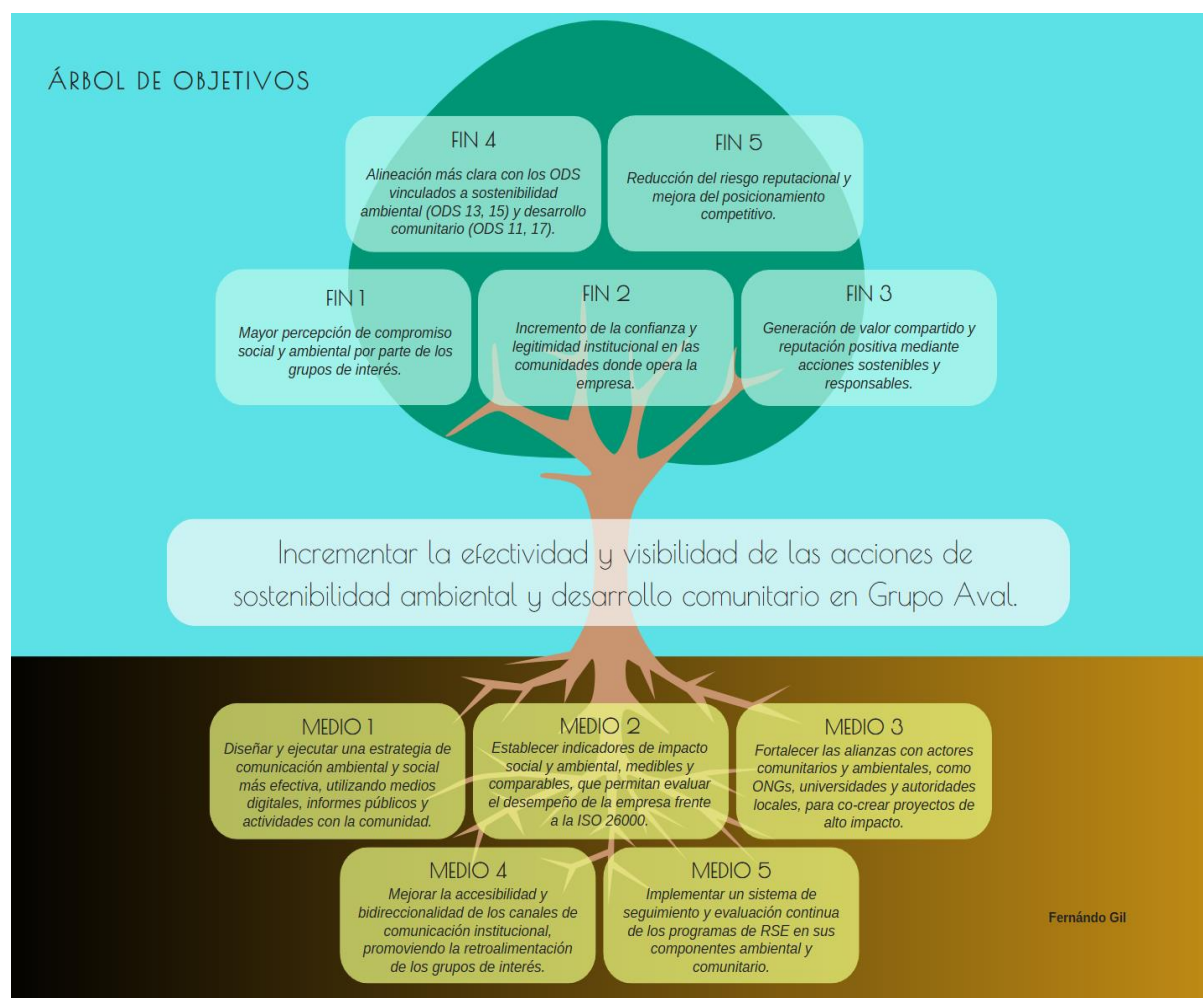 ÁRBOL DE OBJETIVOS
FIN 4
Alineación más clara con los ODS
vinculados a sostenibilidad
ambiental (ODS 13, 15) y desarrollo
comunitario (ODS 11, 17).
FIN 5
Reducción del riesgo reputacional y
mejora del posicionamiento
competitivo.
FIN 1
Mayor percepción de compromiso
social y ambiental por parte de los
grupos de interés.
FIN 2
Incremento de la confianza y
legitimidad institucional en las
comunidades donde opera la
empresa.
FIN 3
Generación de valor compartido y
reputación positiva mediante
acciones sostenibles y
responsables.
Incrementar la efectividad y visibilidad de las acciones de
sostenibilidad ambiental y desarrollo comunitario en Grupo Aval.
MEDIO 1
Diseñar y ejecutar una estrategia de
comunicación ambiental y social
más efectiva, utilizando medios
digitales, informes públicos y
actividades con la comunidad.
MEDIO 2
Establecer indicadores de impacto
social y ambiental, medibles y
comparables, que permitan evaluar
el desempeño de la empresa frente
a la ISO 26000.
MEDIO 3
Fortalecer las alianzas con actores
comunitarios y ambientales, como
ONGs, universidades y autoridades
locales, para co-crear proyectos de
alto impacto.
MEDIO 4
Mejorar la accesibilidad y
bidireccionalidad de los canales de
comunicación institucional,
promoviendo la retroalimentación
de los grupos de interés.
MEDIO 5
Implementar un sistema de
seguimiento y evaluación continua
de los programas de RSE en sus
componentes ambiental y
comunitario.
Fernándo Gil